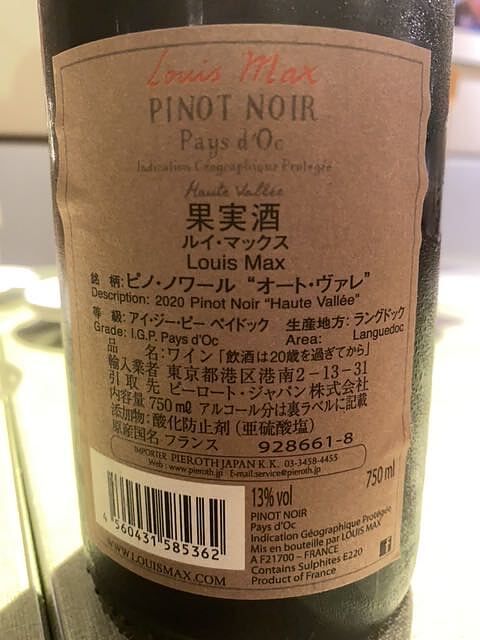 Louis Max
PINOT NOIR
Pays d'Oc
Indication Géographique Protégée
Haute Vallée
果実酒
ルイ・マックス
Louis Max
銘 柄:ピノ・ノワール “オート・ヴァレ”
Description: 2020 Pinot Noir “Haute Vallée”
等 級:アイ・ジー・ピー ペイドック 生産地方:ラングドック
Grade: I.G.P. Pays d'Oc Area: Languedoc
品 名:ワイン「飲酒は20歳を過ぎてから」
輸入業者 東京都港区港南2-13-31
引 取 先 ピーロート・ジャパン株式会社
内容量 750㎖ アルコール分は裏ラベルに記載
添加物:酸化防止剤(亜硫酸塩)
原産国名 フランス 928661-8
IMPORTER PIEROTH JAPAN K.K. 03-3458-4455
Web : www.pieroth.jp E-mail.service@pieroth.jp
750 ml
13% vol
PINOT NOIR
Pays d'Oc
Indication Géographique Protégée
Mis en bouteille par LOUIS MAX
A F21700 – FRANCE
Contains Sulphites E220
Product of France
f
4 560431 585362
WWW.LOUISMAX.COM